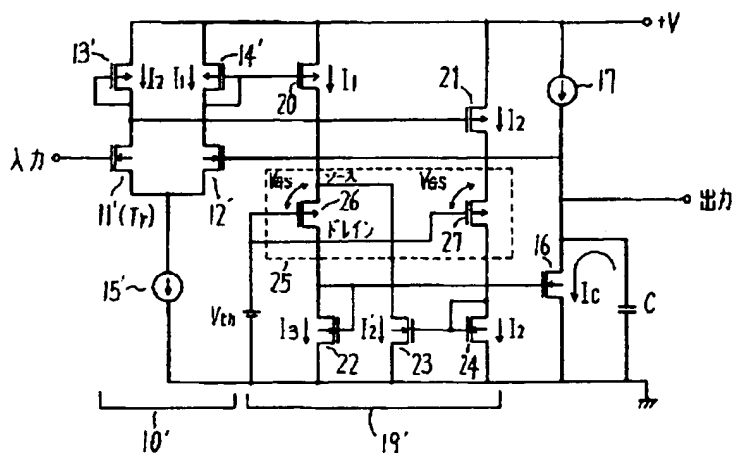 13'
14'
+V
I2
I1
20
I1
21
17
I2
入力
VGS
ソース
VGS
出力
11'(Tr)
12'
26
ドレイン
27
16
25'
15'
Vth
I3
I2'
I2
IC
C
22
23
24'
10'
19'